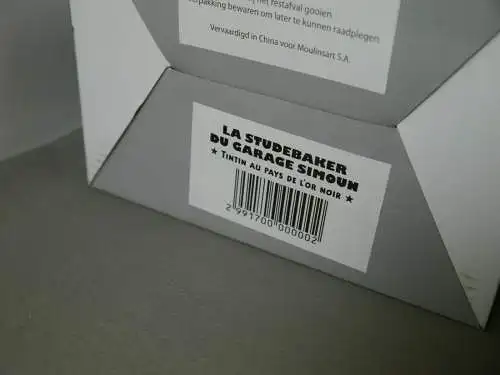 het restafval gooien
verpakking bewaren om later te kunnen raadplegen
Vervaardigd in China voor Moulinsart S.A.
LA STUDEBAKER
DU GARAGE SIMOUN
★ TINTIN AU PAYS DE L'OR NOIR ★
2 991700 000002